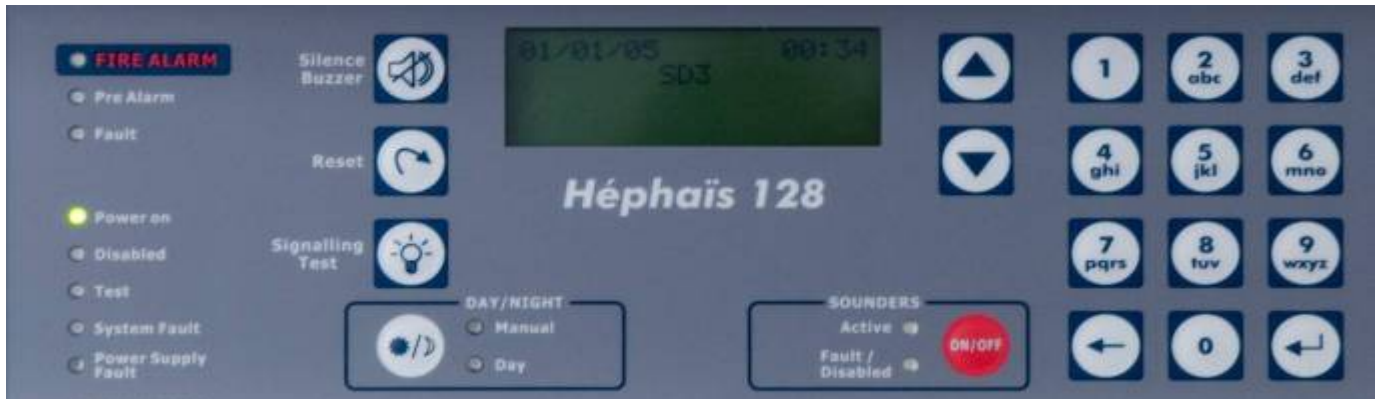 FIRE ALARM
Pre Alarm
Fault
Power on
Disabled
Test
System Fault
Power Supply
Fault
Silence
Buzzer
Reset
Signalling
Test
DAY/NIGHT
Manual
Day
01/01/05 00:34
SD3
Héphaïs 128
SOUNDERS
Active
Fault /
Disabled
ON/OFF
1
2
abc
3
def
4
ghi
5
jkl
6
mno
7
pqrs
8
tuv
9
wxyz
0